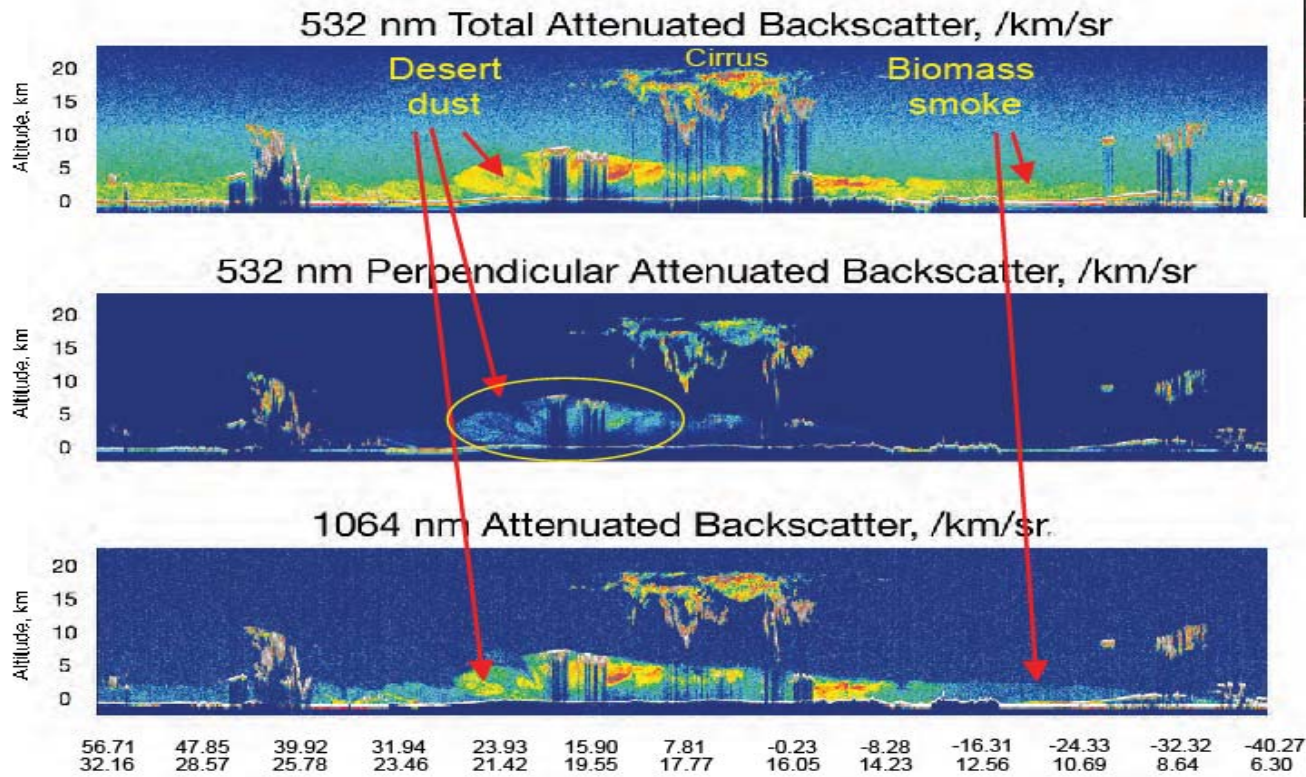 532 nm Total Attenuated Backscatter, /km/sr
Altitude, km
20
15
10
5
0
Desert
dust
Cirrus
Biomass
smoke
532 nm Perpendicular Attenuated Backscatter, /km/sr
Altitude, km
20
15
10
5
0
1064 nm Attenuated Backscatter, /km/sr.
Altitude, km
20
15
10
5
0
56.71 47.85 39.92 31.94 23.93 15.90 7.81 -0.23 -8.28 -16.31 -24.33 -32.32 -40.27
32.16 28.57 25.78 23.46 21.42 19.55 17.77 16.05 14.23 12.56 10.69 8.64 6.30